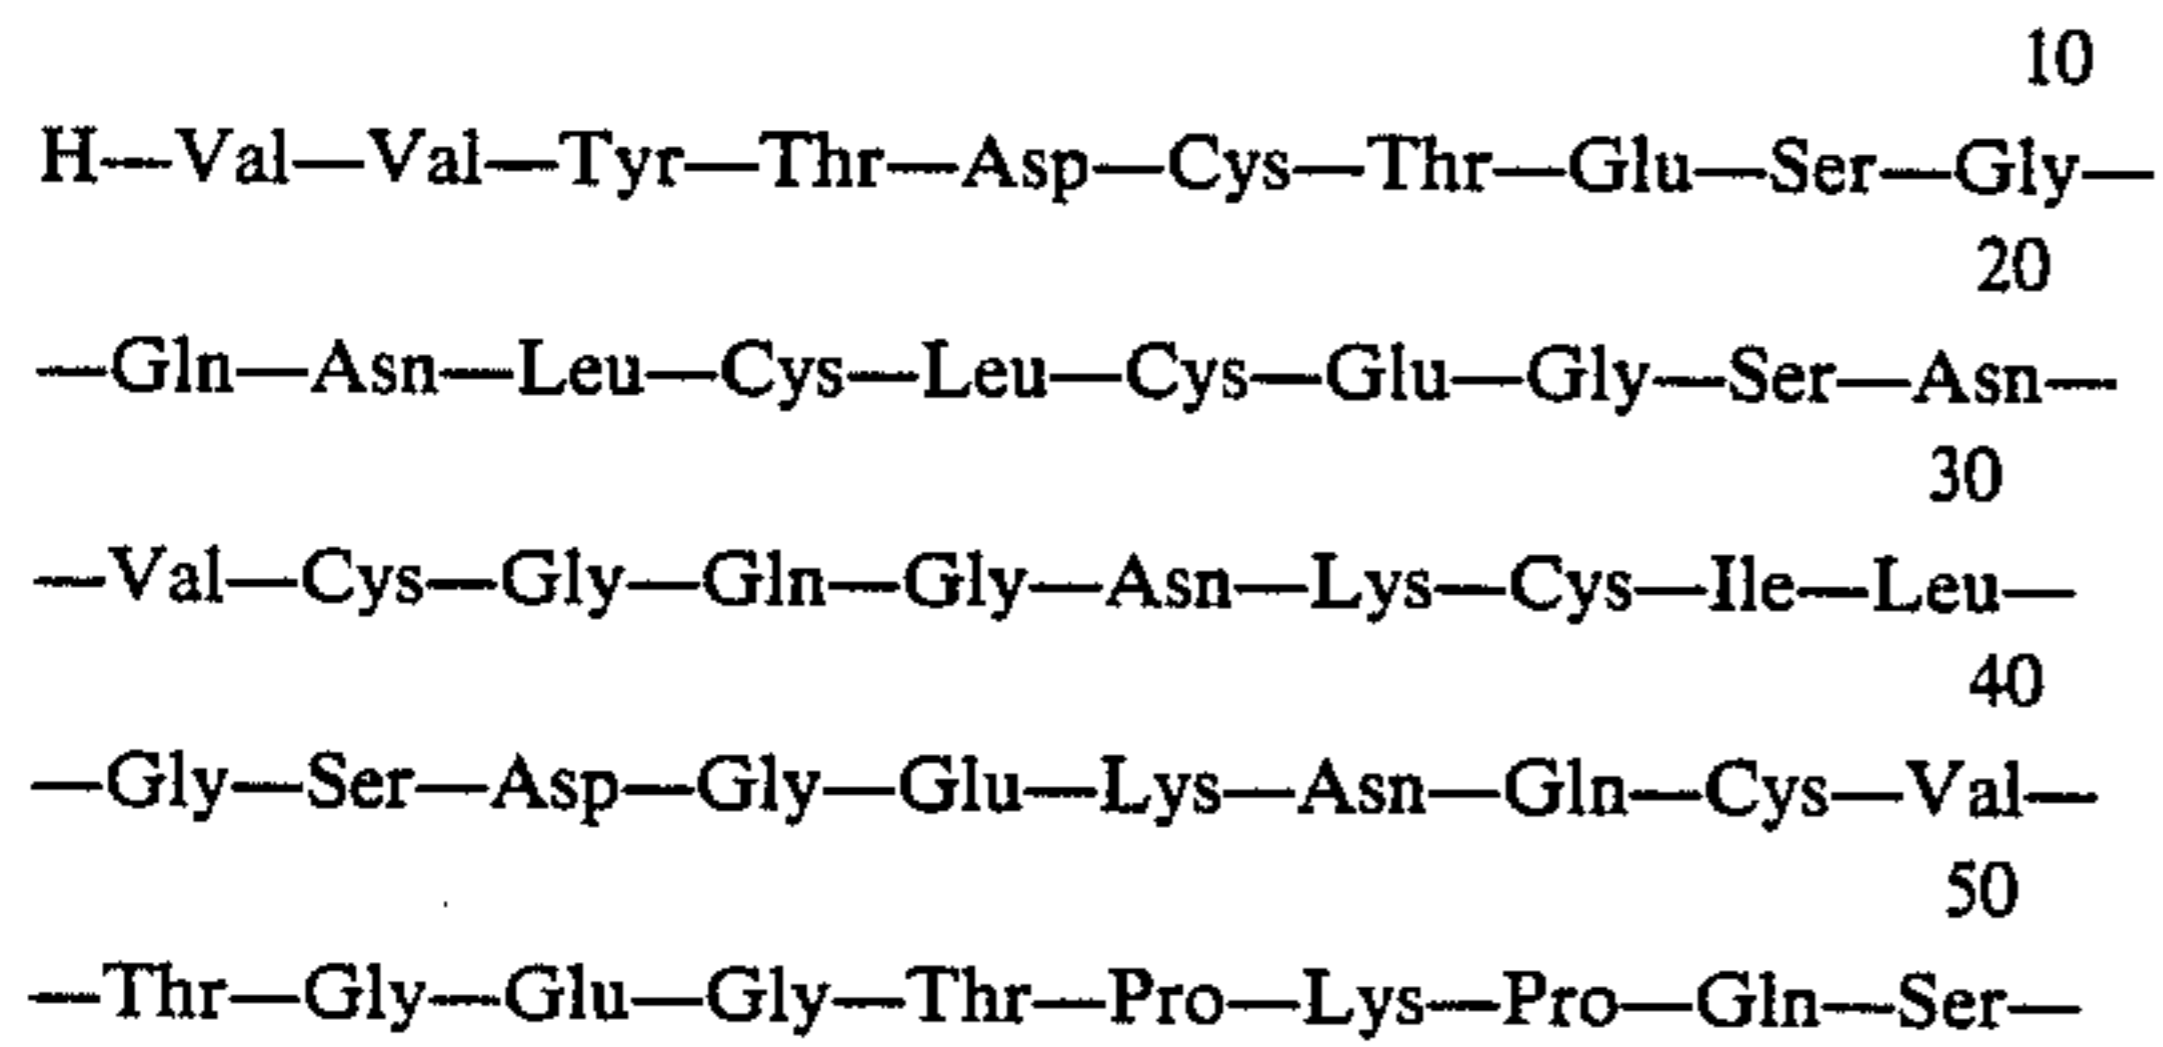 10
H—Val—Val—Tyr—Thr—Asp—Cys—Thr—Glu—Ser—Gly—
20
—Gln—Asn—Leu—Cys—Leu—Cys—Glu—Gly—Ser—Asn—
30
—Val—Cys—Gly—Gln—Gly—Asn—Lys—Cys—Ile—Leu—
40
—Gly—Ser—Asp—Gly—Glu—Lys—Asn—Gln—Cys—Val—
50
—Thr—Gly—Glu—Gly—Thr—Pro—Lys—Pro—Gln—Ser—